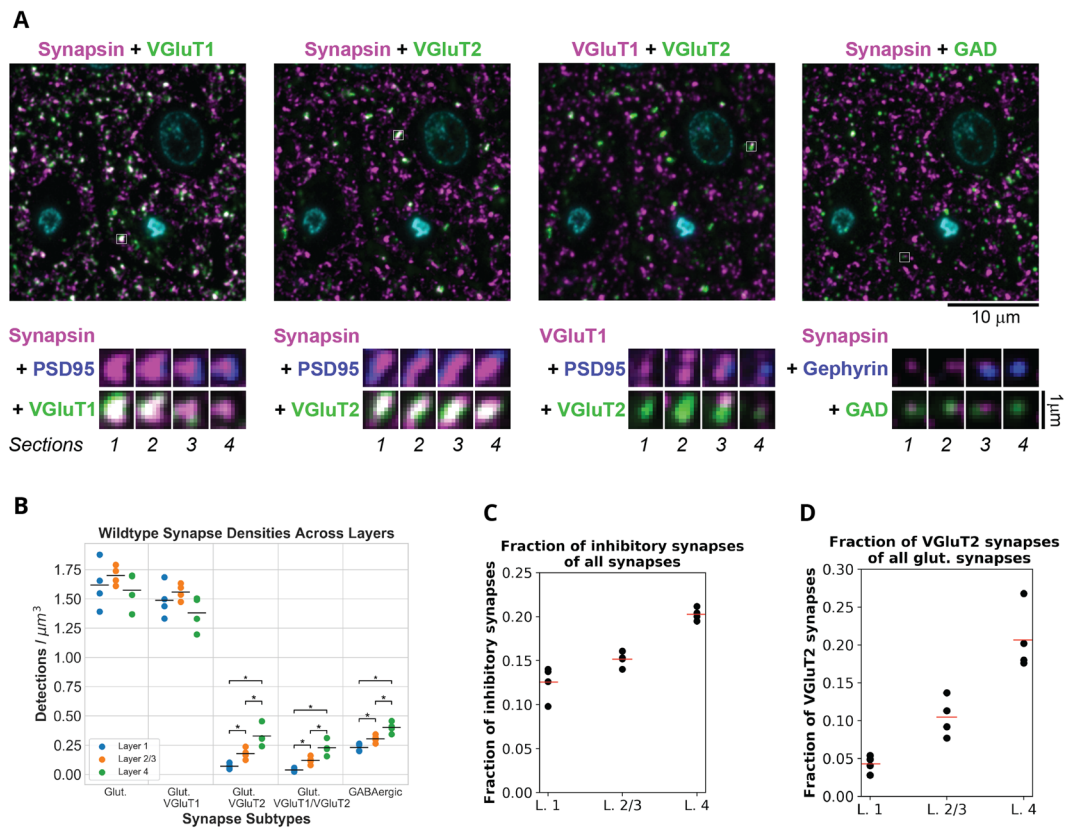 A
Synapsin + VGluT1
Synapsin + VGluT2
VGluT1 + VGluT2
Synapsin + GAD
10 μm
Synapsin
+ PSD95
+ VGluT1
Sections 1 2 3 4
Synapsin
+ PSD95
+ VGluT2
1 2 3 4
VGluT1
+ PSD95
+ VGluT2
1 2 3 4
Synapsin
+ Gephyrin
+ GAD
1μm
1 2 3 4
B
Wildtype Synapse Densities Across Layers
Detections / μm³
1.75
1.50
1.25
1.00
0.75
0.50
0.25
0.00
* * *
* * *
* * *
Layer 1
Layer 2/3
Layer 4
Glut.
Glut.
VGluT1
Glut.
VGluT2
Glut.
VGluT1/VGluT2
GABAergic
Synapse Subtypes
C
Fraction of inhibitory synapses
of all synapses
Fraction of inhibitory synapses
0.25
0.20
0.15
0.10
0.05
0.00
L. 1
L. 2/3
L. 4
D
Fraction of VGluT2 synapses
of all glut. synapses
Fraction of VGluT2 synapses
0.30
0.25
0.20
0.15
0.10
0.05
0.00
L. 1
L. 2/3
L. 4